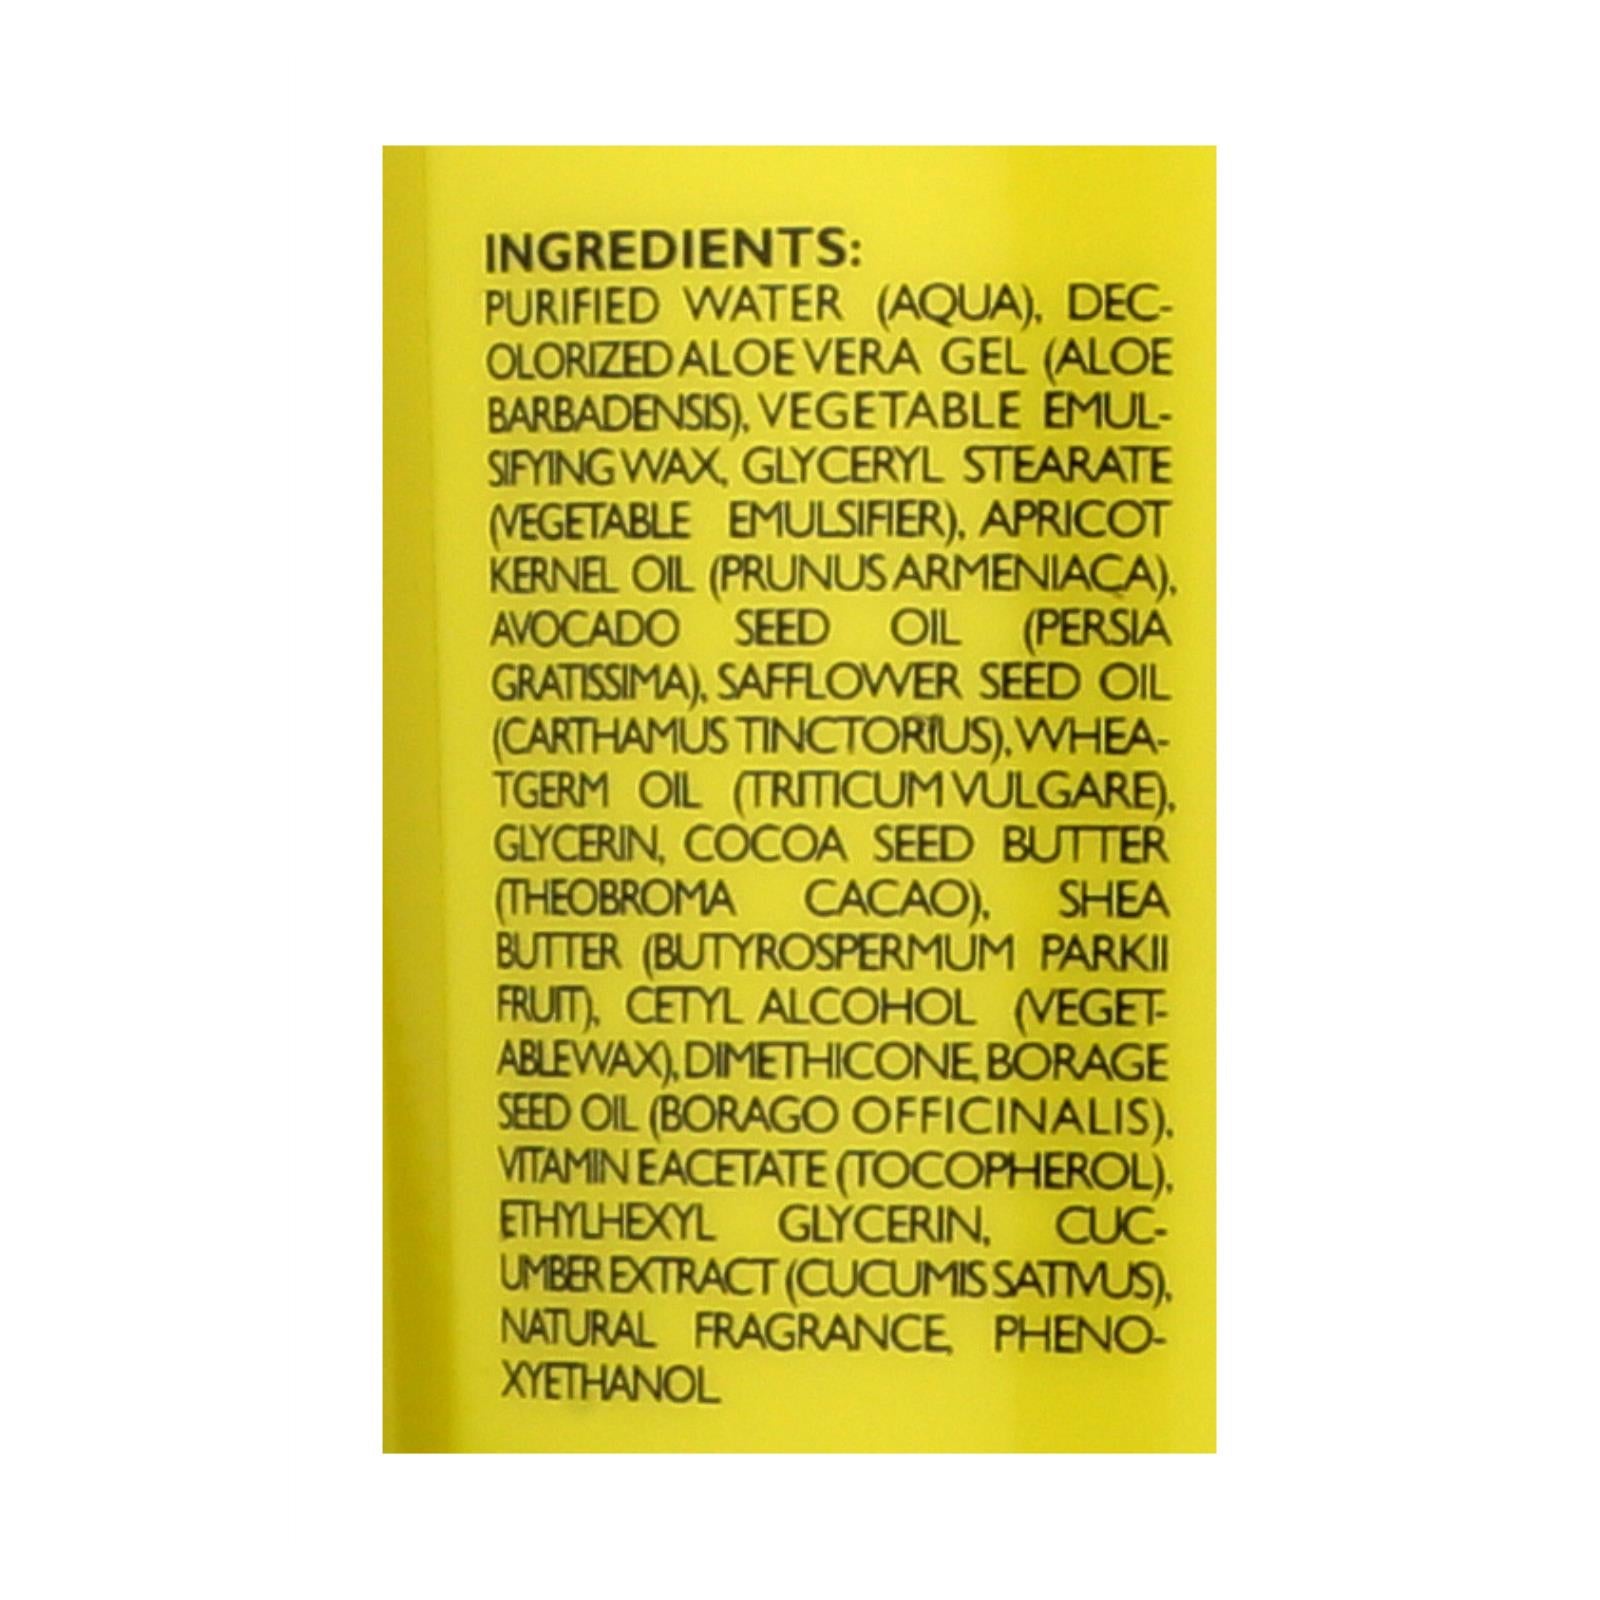 INGREDIENTS:
PURIFIED WATER (AQUA), DEC-
OLORIZED ALOE VERA GEL (ALOE
BARBADENSIS), VEGETABLE EMUL-
SIFYING WAX, GLYCERYL STEARATE
(VEGETABLE EMULSIFIER), APRICOT
KERNEL OIL (PRUNUS ARMENIACA),
AVOCADO SEED OIL (PERSIA
GRATISSIMA), SAFFLOWER SEED OIL
(CARTHAMUS TINCTORIUS), WHEA-
TGERM OIL (TRITICUM VULGARE),
GLYCERIN, COCOA SEED BUTTER
(THEOBROMA CACAO), SHEA
BUTTER (BUTYROSPERMUM PARKII
FRUIT), CETYL ALCOHOL (VEGET-
ABLE WAX), DIMETHICONE, BORAGE
SEED OIL (BORAGO OFFICINALIS),
VITAMIN E ACETATE (TOCOPHEROL),
ETHYLHEXYL GLYCERIN, CUC-
UMBER EXTRACT (CUCUMIS SATIVUS),
NATURAL FRAGRANCE, PHENO-
XYETHANOL